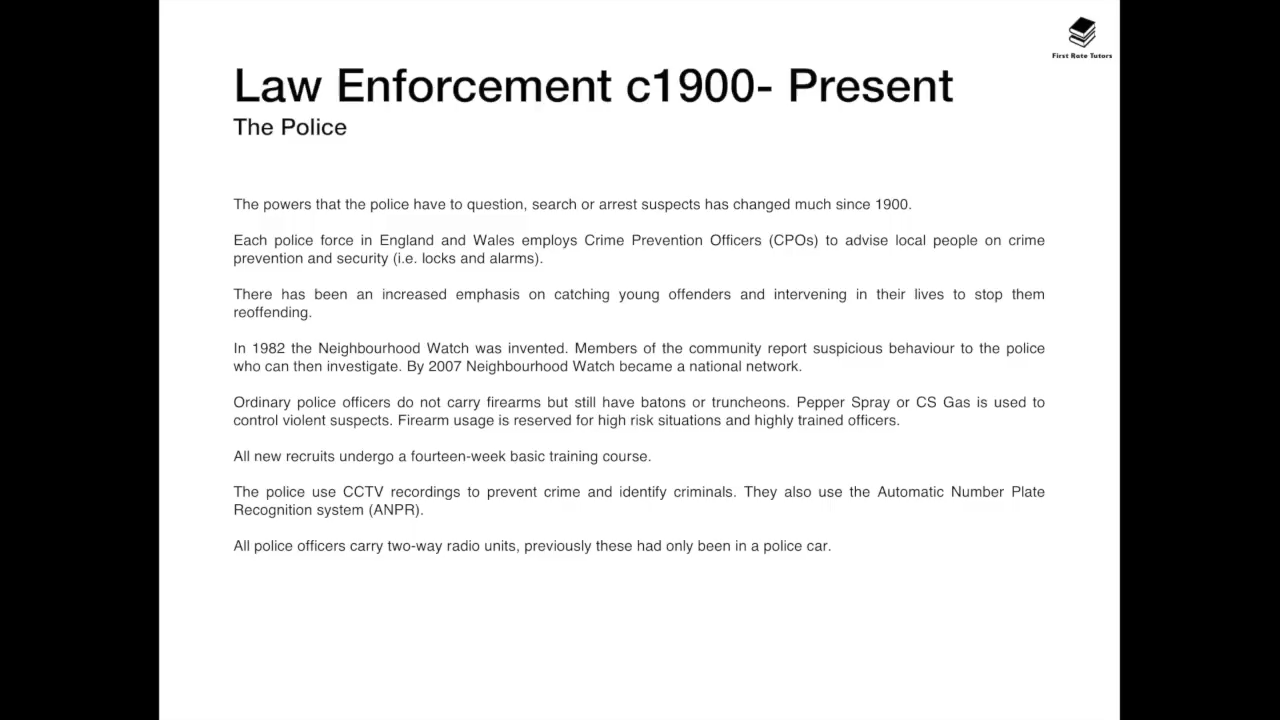 First Rate Tutors
Law Enforcement c1900- Present
The Police
The powers that the police have to question, search or arrest suspects has changed much since 1900.
Each police force in England and Wales employs Crime Prevention Officers (CPOs) to advise local people on crime
prevention and security (i.e. locks and alarms).
There has been an increased emphasis on catching young offenders and intervening in their lives to stop them
reoffending.
In 1982 the Neighbourhood Watch was invented. Members of the community report suspicious behaviour to the police
who can then investigate. By 2007 Neighbourhood Watch became a national network.
Ordinary police officers do not carry firearms but still have batons or truncheons. Pepper Spray or CS Gas is used to
control violent suspects. Firearm usage is reserved for high risk situations and highly trained officers.
All new recruits undergo a fourteen-week basic training course.
The police use CCTV recordings to prevent crime and identify criminals. They also use the Automatic Number Plate
Recognition system (ANPR).
All police officers carry two-way radio units, previously these had only been in a police car.